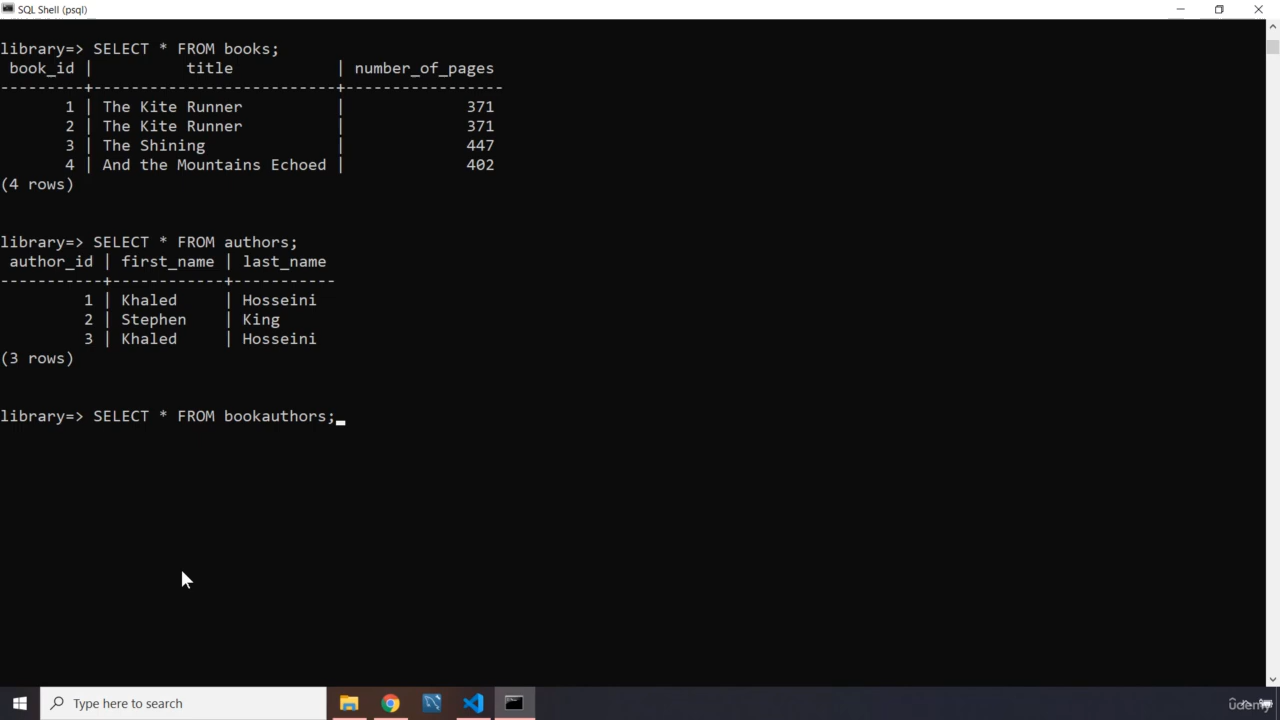 SQL Shell (psql)
library=> SELECT * FROM books;
 book_id |          title           | number_of_pages
---------+--------------------------+-----------------
       1 | The Kite Runner          |             371
       2 | The Kite Runner          |             371
       3 | The Shining              |             447
       4 | And the Mountains Echoed |             402
(4 rows)
library=> SELECT * FROM authors;
 author_id | first_name | last_name
-----------+------------+-----------
         1 | Khaled     | Hosseini
         2 | Stephen    | King
         3 | Khaled     | Hosseini
(3 rows)
library=> SELECT * FROM bookauthors;
Type here to search
udemy